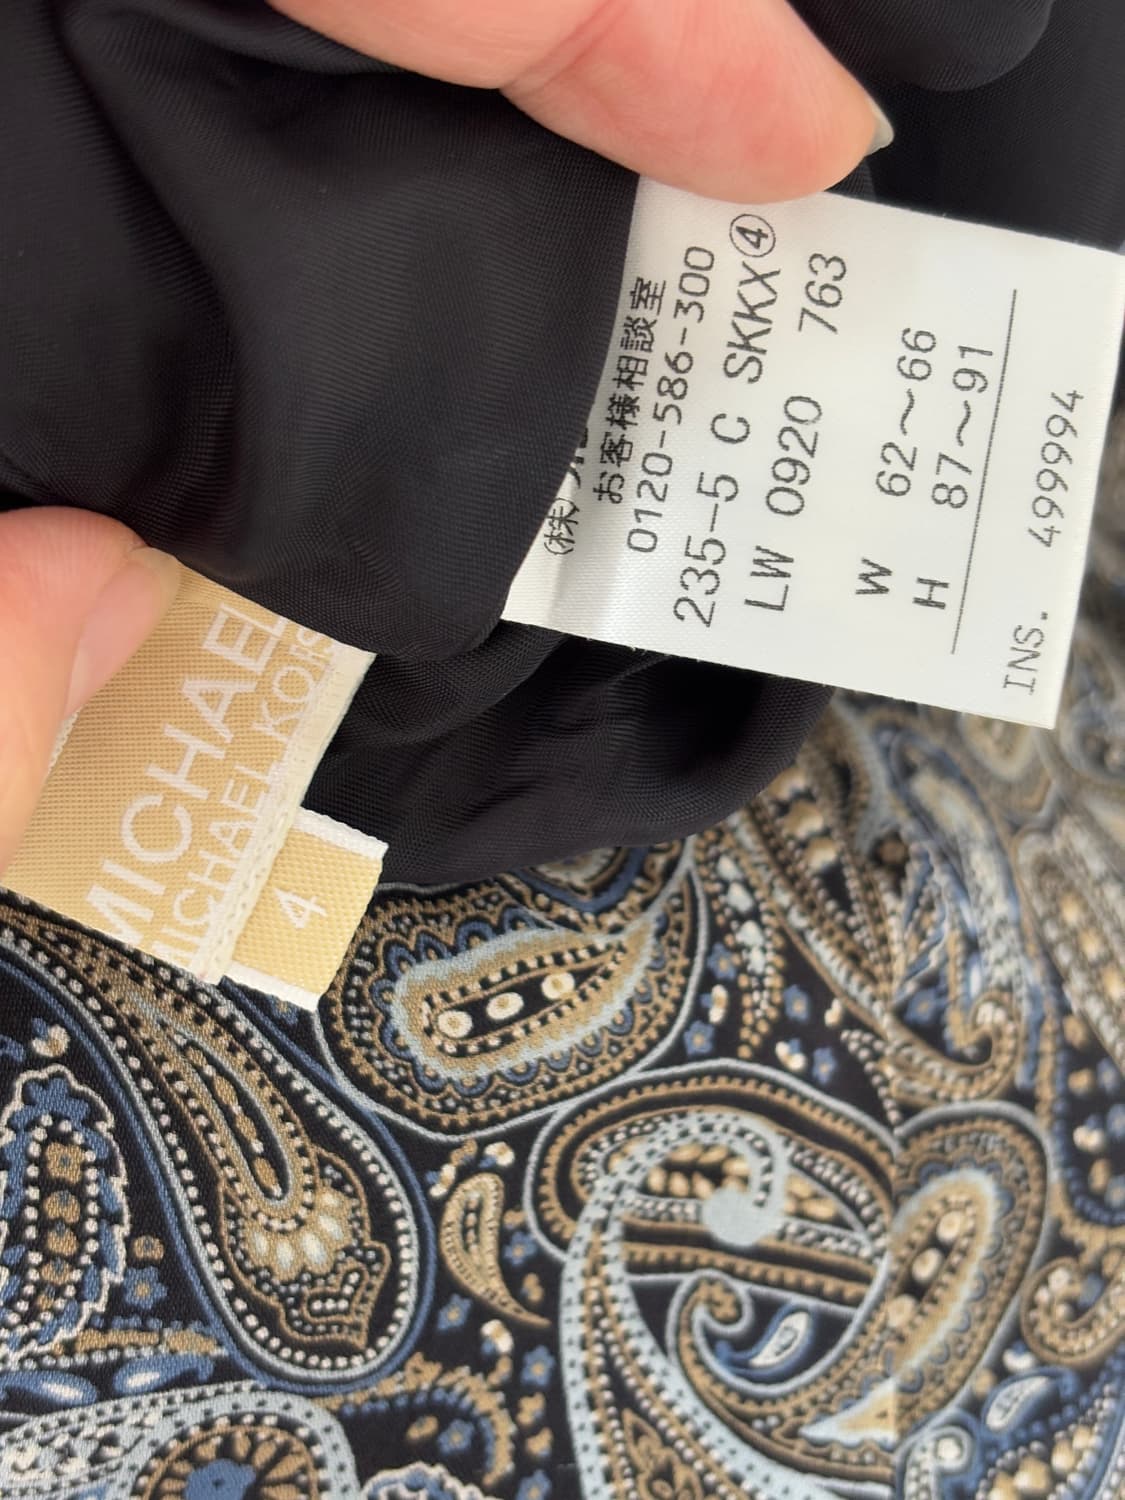 (株)
お客様相談室
0120-586-300
235-5 C SKKX④
LW 0920 763
W 62～66
H 87～91
INS. 499994
MICHAEL
MICHAEL KORS
4